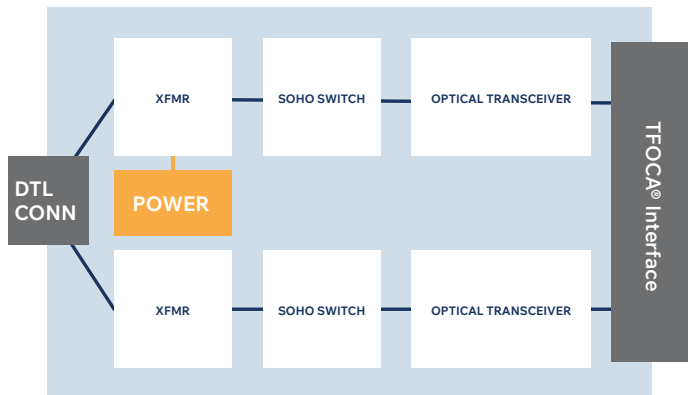 XFMR
SOHO SWITCH
OPTICAL TRANSCEIVER
DTL
CONN
POWER
TFOCA® Interface
XFMR
SOHO SWITCH
OPTICAL TRANSCEIVER